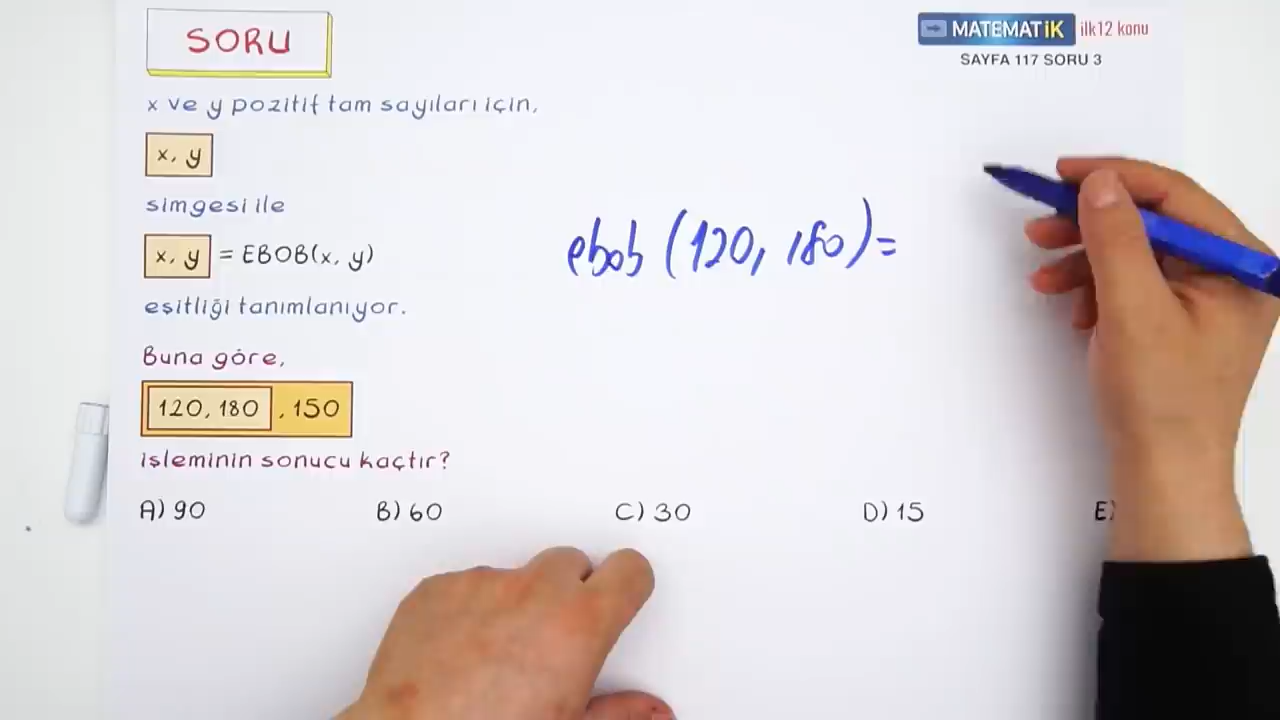 SORU
MATEMATİK ilk12 konu
SAYFA 117 SORU 3
x ve y pozitif tam sayıları için,
x, y
simgesi ile
x, y = EBOB(x, y)
eşitliği tanımlanıyor.
ebob (120, 180) =
Buna göre,
120, 180 , 150
işleminin sonucu kaçtır?
A) 90 B) 60 C) 30 D) 15 E)